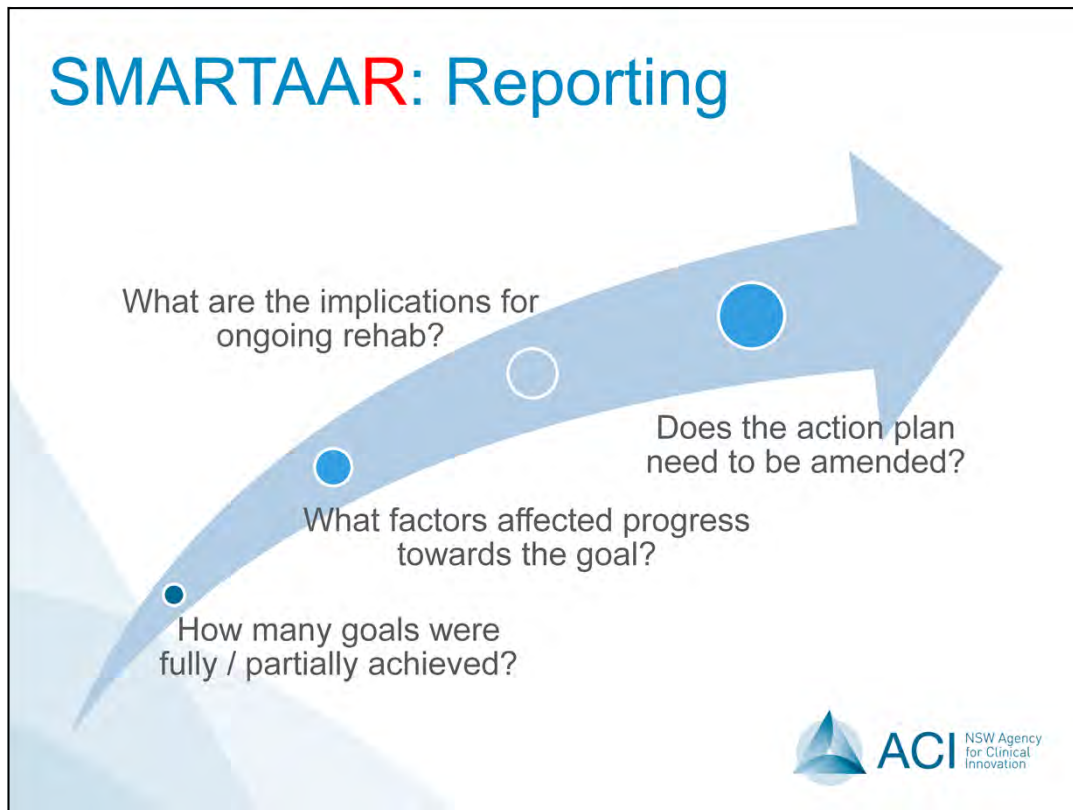 SMARTAAR: Reporting
What are the implications for
ongoing rehab?
Does the action plan
need to be amended?
What factors affected progress
towards the goal?
How many goals were
fully / partially achieved?
ACI
NSW Agency
for Clinical
Innovation